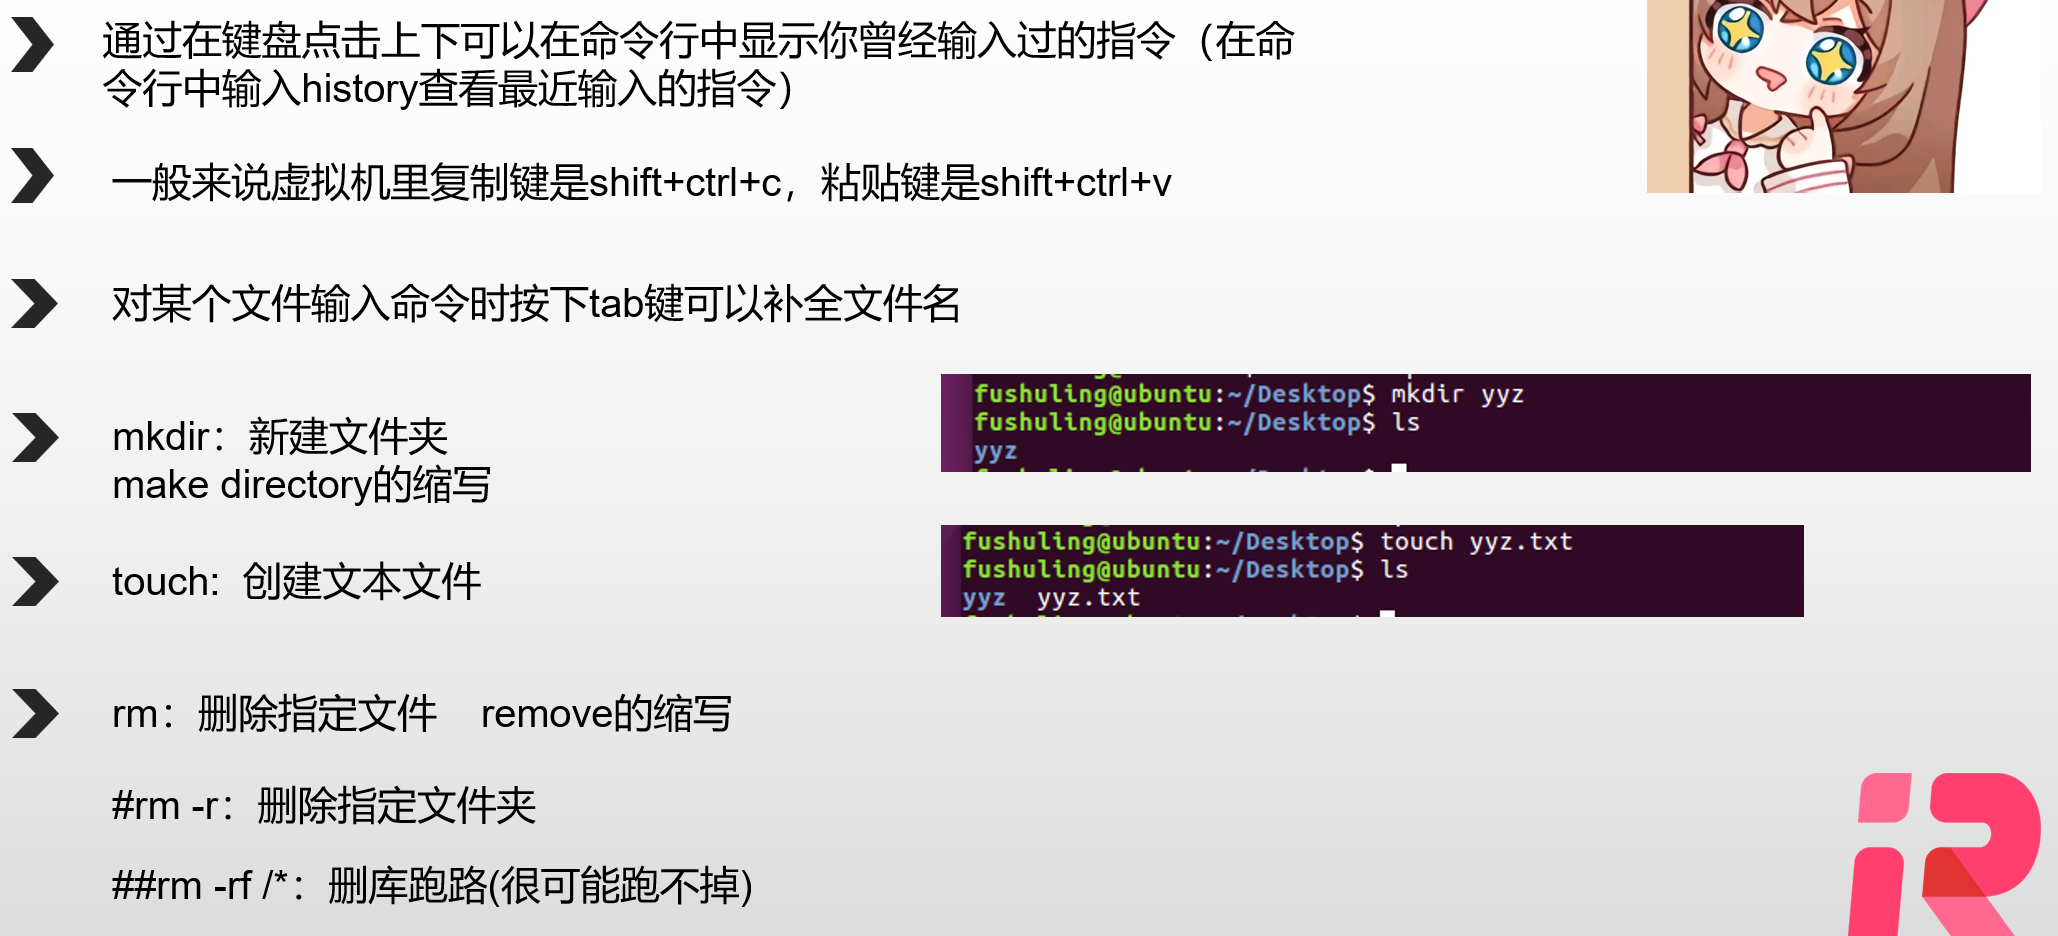 通过在键盘点击上下可以在命令行中显示你曾经输入过的指令（在命
令行中输入history查看最近输入的指令）
一般来说虚拟机里复制键是shift+ctrl+c，粘贴键是shift+ctrl+v
对某个文件输入命令时按下tab键可以补全文件名
mkdir：新建文件夹
make directory的缩写
fushuling@ubuntu:~/Desktop$ mkdir yyz
fushuling@ubuntu:~/Desktop$ ls
yyz
touch: 创建文本文件
fushuling@ubuntu:~/Desktop$ touch yyz.txt
fushuling@ubuntu:~/Desktop$ ls
yyz  yyz.txt
rm：删除指定文件    remove的缩写
#rm -r：删除指定文件夹
##rm -rf /*：删库跑路(很可能跑不掉)